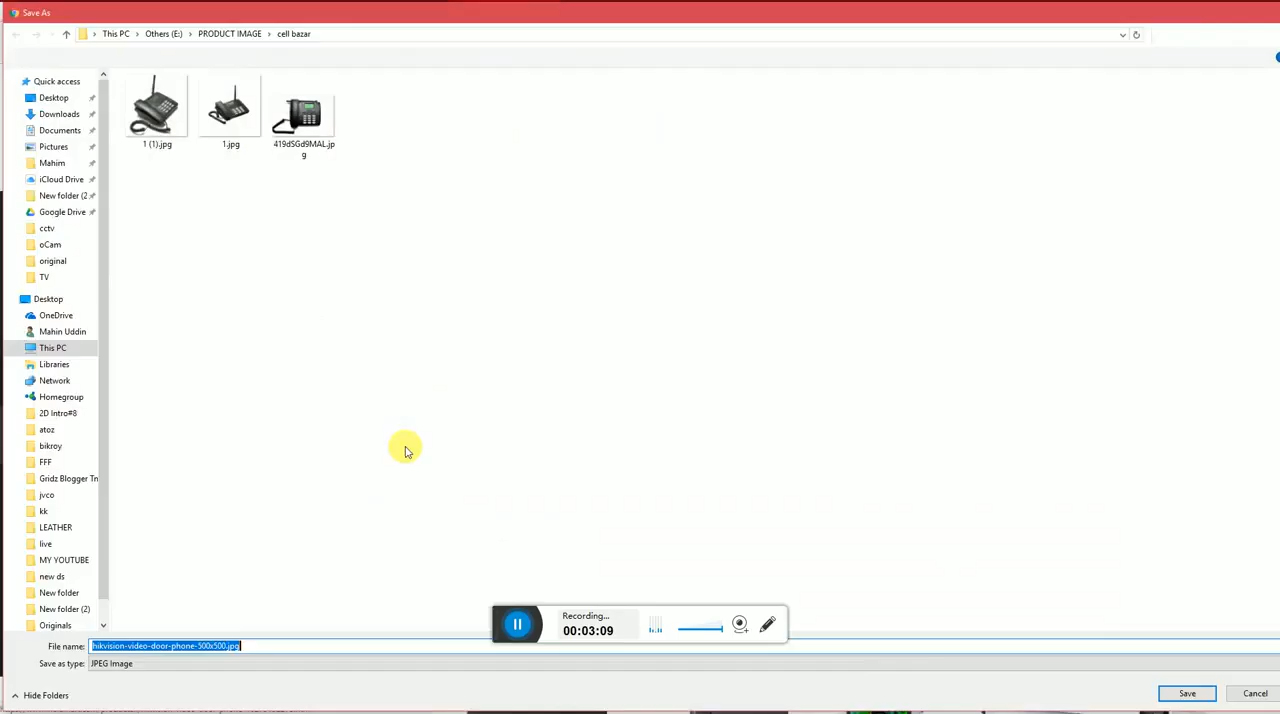 Save As
This PC > Others (E:) > PRODUCT IMAGE > cell bazar
Quick access
Desktop
Downloads
Documents
Pictures
Mahim
iCloud Drive
New folder (2
Google Drive
cctv
oCam
original
TV
Desktop
OneDrive
Mahin Uddin
This PC
Libraries
Network
Homegroup
2D Intro#8
atoz
bikroy
FFF
Gridz Blogger Tn
jvco
kk
LEATHER
live
MY YOUTUBE
new ds
New folder
New folder (2)
Originals
1 (1).jpg
1.jpg
419dSGd9MAL.jp
g
Recording...
00:03:09
File name: hikvision-video-door-phone-500x500.jpg
Save as type: JPEG Image
Hide Folders
Save
Cancel